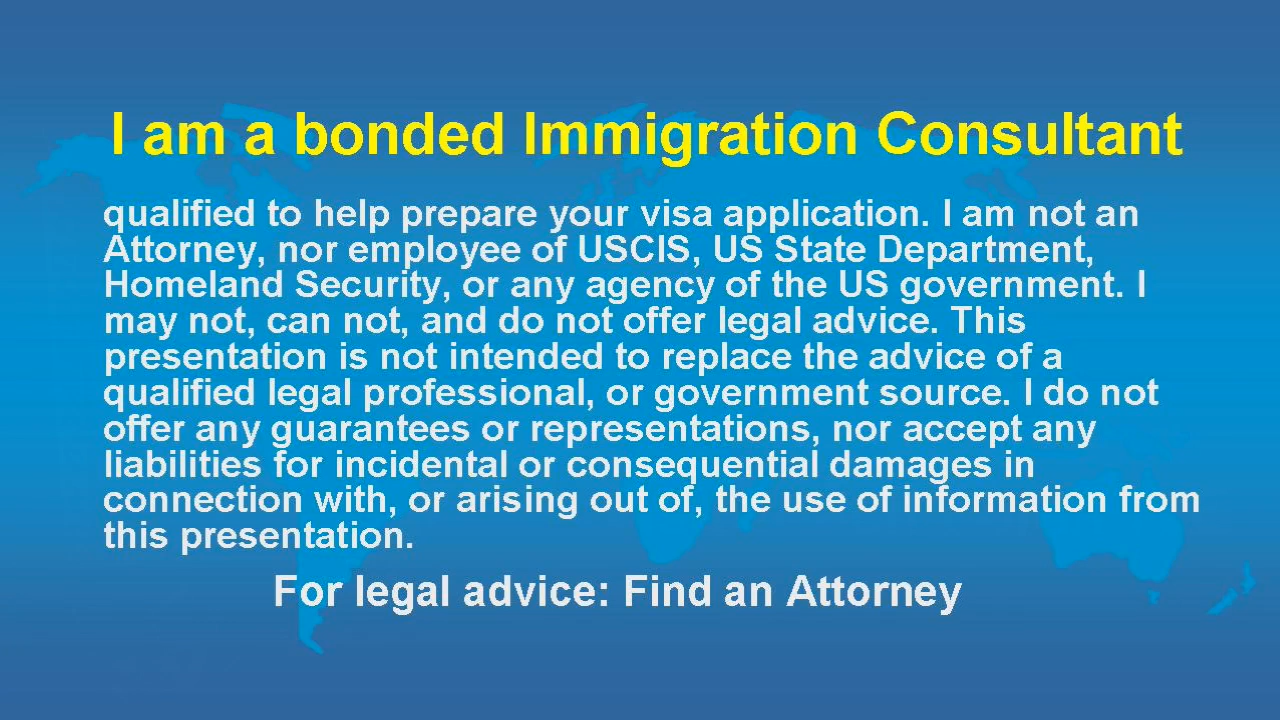 I am a bonded Immigration Consultant
qualified to help prepare your visa application. I am not an
Attorney, nor employee of USCIS, US State Department,
Homeland Security, or any agency of the US government. I
may not, can not, and do not offer legal advice. This
presentation is not intended to replace the advice of a
qualified legal professional, or government source. I do not
offer any guarantees or representations, nor accept any
liabilities for incidental or consequential damages in
connection with, or arising out of, the use of information from
this presentation.
For legal advice: Find an Attorney